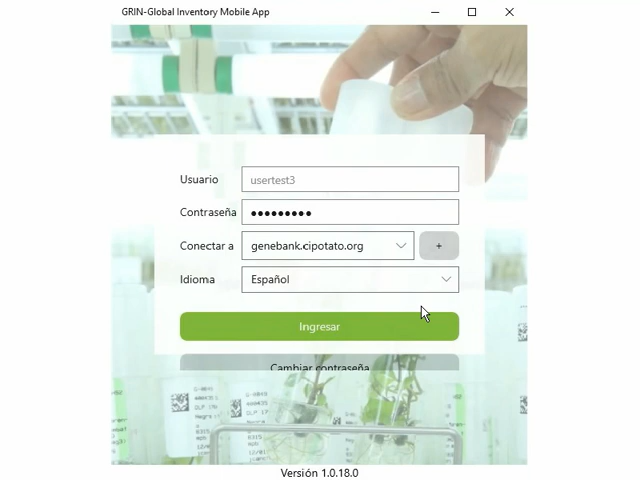 GRIN-Global Inventory Mobile App
Usuario
usertest3
Contraseña
Conectar a
genebank.cipotato.org
+
Idioma
Español
Ingresar
Cambiar contraseña
Versión 1.0.18.0